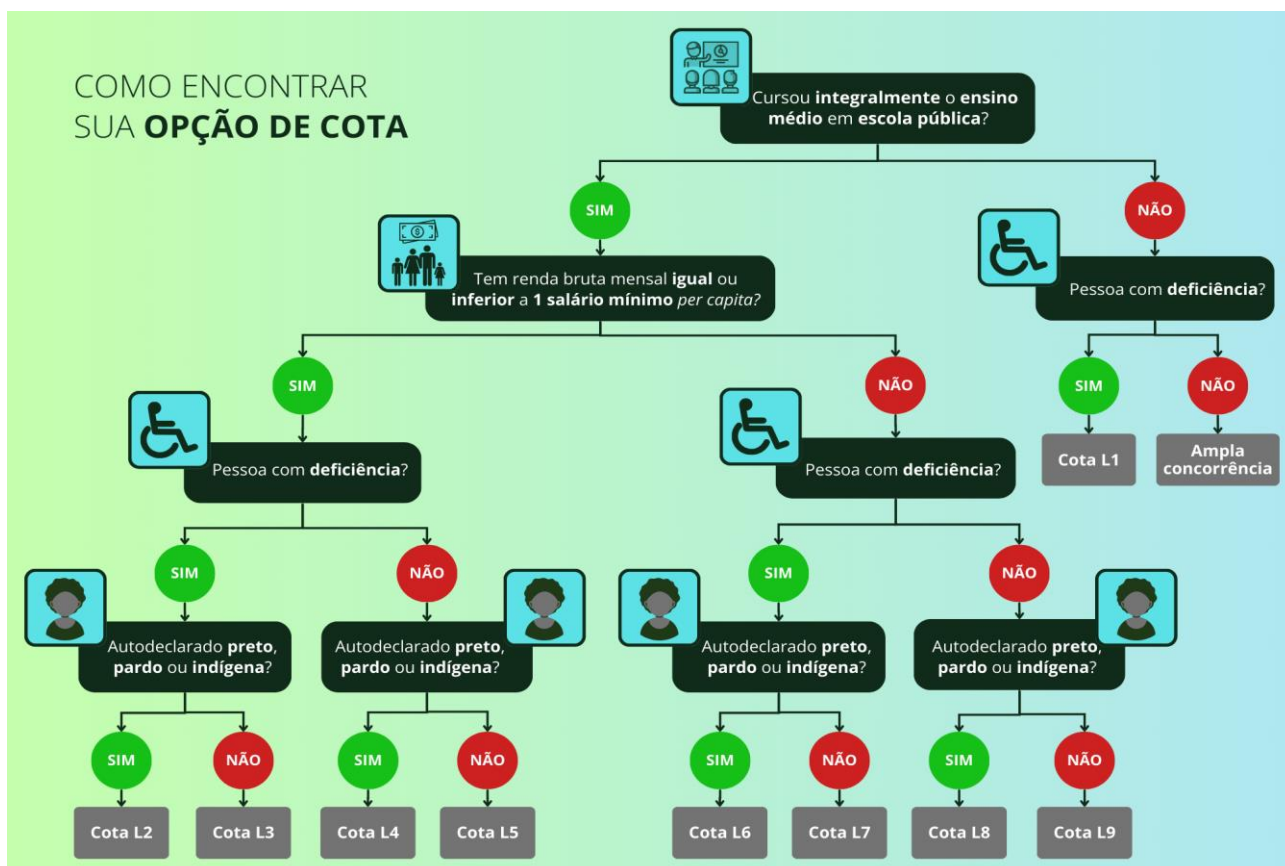 COMO ENCONTRAR
SUA OPÇÃO DE COTA
Cursou integralmente o ensino
médio em escola pública?
SIM
NÃO
Tem renda bruta mensal igual ou
inferior a 1 salário mínimo per capita?
Pessoa com deficiência?
SIM
NÃO
SIM
NÃO
Cota L1
Ampla
concorrência
Pessoa com deficiência?
Pessoa com deficiência?
SIM
NÃO
SIM
NÃO
Autodeclarado preto,
pardo ou indígena?
Autodeclarado preto,
pardo ou indígena?
Autodeclarado preto,
pardo ou indígena?
Autodeclarado preto,
pardo ou indígena?
SIM
NÃO
SIM
NÃO
SIM
NÃO
SIM
NÃO
Cota L2
Cota L3
Cota L4
Cota L5
Cota L6
Cota L7
Cota L8
Cota L9